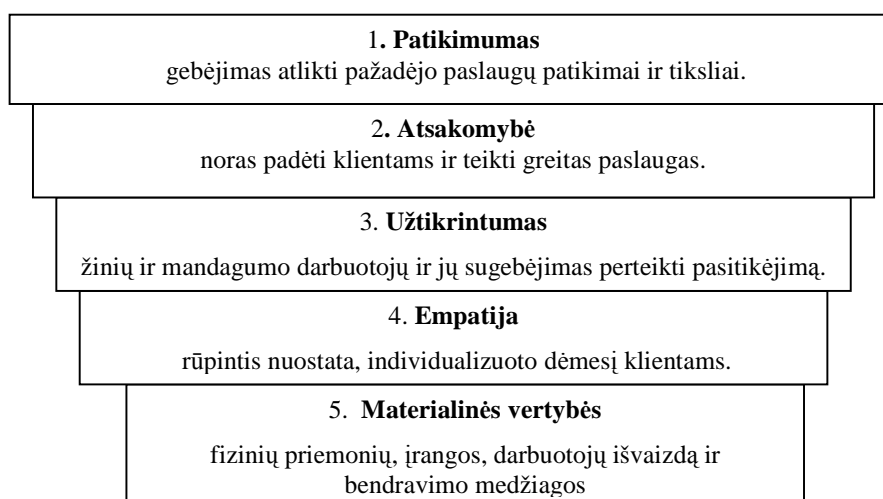 1. Patikimumas
gebėjimas atlikti pažadėjo paslaugų patikimai ir tiksliai.
2. Atsakomybė
noras padėti klientams ir teikti greitas paslaugas.
3. Užtikrintumas
žinių ir mandagumo darbuotojų ir jų sugebėjimas perteikti pasitikėjimą.
4. Empatija
rūpintis nuostata, individualizuoto dėmesį klientams.
5. Materialinės vertybės
fizinių priemonių, įrangos, darbuotojų išvaizdą ir
bendravimo medžiagos